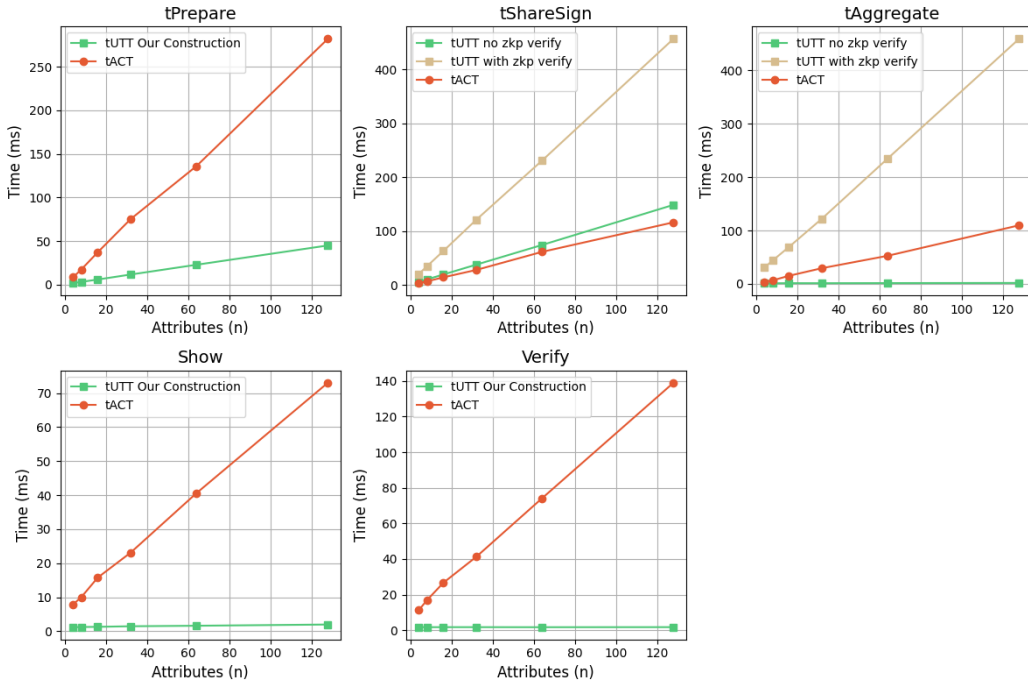 tPrepare
tUTT Our Construction
tACT
Time (ms)
250
200
150
100
50
0
0 20 40 60 80 100 120
Attributes (n)
tShareSign
tUTT no zkp verify
tUTT with zkp verify
tACT
Time (ms)
400
300
200
100
0
0 20 40 60 80 100 120
Attributes (n)
tAggregate
tUTT no zkp verify
tUTT with zkp verify
tACT
Time (ms)
400
300
200
100
0
0 20 40 60 80 100 120
Attributes (n)
Show
tUTT Our Construction
tACT
Time (ms)
70
60
50
40
30
20
10
0
0 20 40 60 80 100 120
Attributes (n)
Verify
tUTT Our Construction
tACT
Time (ms)
140
120
100
80
60
40
20
0
0 20 40 60 80 100 120
Attributes (n)